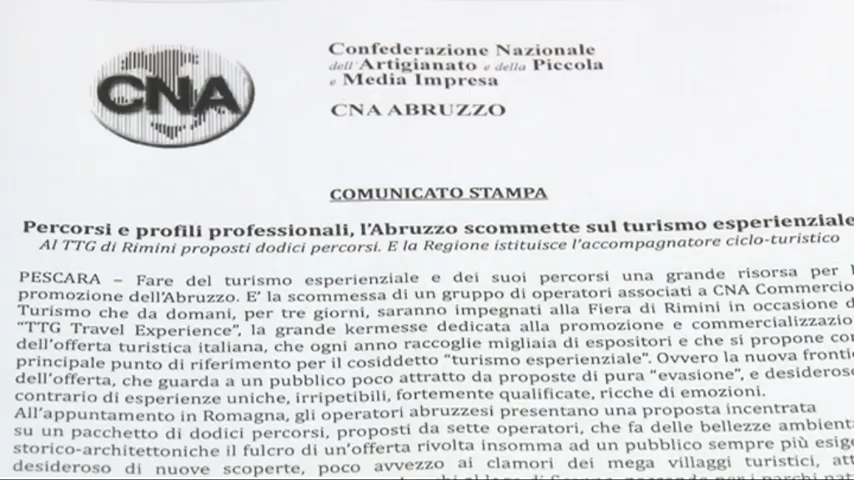 CNA
Confederazione Nazionale
dell'Artigianato e della Piccola
e Media Impresa
CNA ABRUZZO
COMUNICATO STAMPA
Percorsi e profili professionali, l'Abruzzo scommette sul turismo esperienziale
Al TTG di Rimini proposti dodici percorsi. E la Regione istituisce l'accompagnatore ciclo-turistico
PESCARA – Fare del turismo esperienziale e dei suoi percorsi una grande risorsa per l
promozione dell'Abruzzo. E' la scommessa di un gruppo di operatori associati a CNA Commercio
Turismo che da domani, per tre giorni, saranno impegnati alla Fiera di Rimini in occasione d
"TTG Travel Experience", la grande kermesse dedicata alla promozione e commercializzazio
dell'offerta turistica italiana, che ogni anno raccoglie migliaia di espositori e che si propone com
principale punto di riferimento per il cosiddetto "turismo esperienziale". Ovvero la nuova frontie
dell'offerta, che guarda a un pubblico poco attratto da proposte di pura "evasione", e desideroso
contrario di esperienze uniche, irripetibili, fortemente qualificate, ricche di emozioni.
All'appuntamento in Romagna, gli operatori abruzzesi presentano una proposta incentrata
su un pacchetto di dodici percorsi, proposti da sette operatori, che fa delle bellezze ambienta
storico-architettoniche il fulcro di un'offerta rivolta insomma ad un pubblico sempre più esige
desideroso di nuove scoperte, poco avvezzo ai clamori dei mega villaggi turistici, att